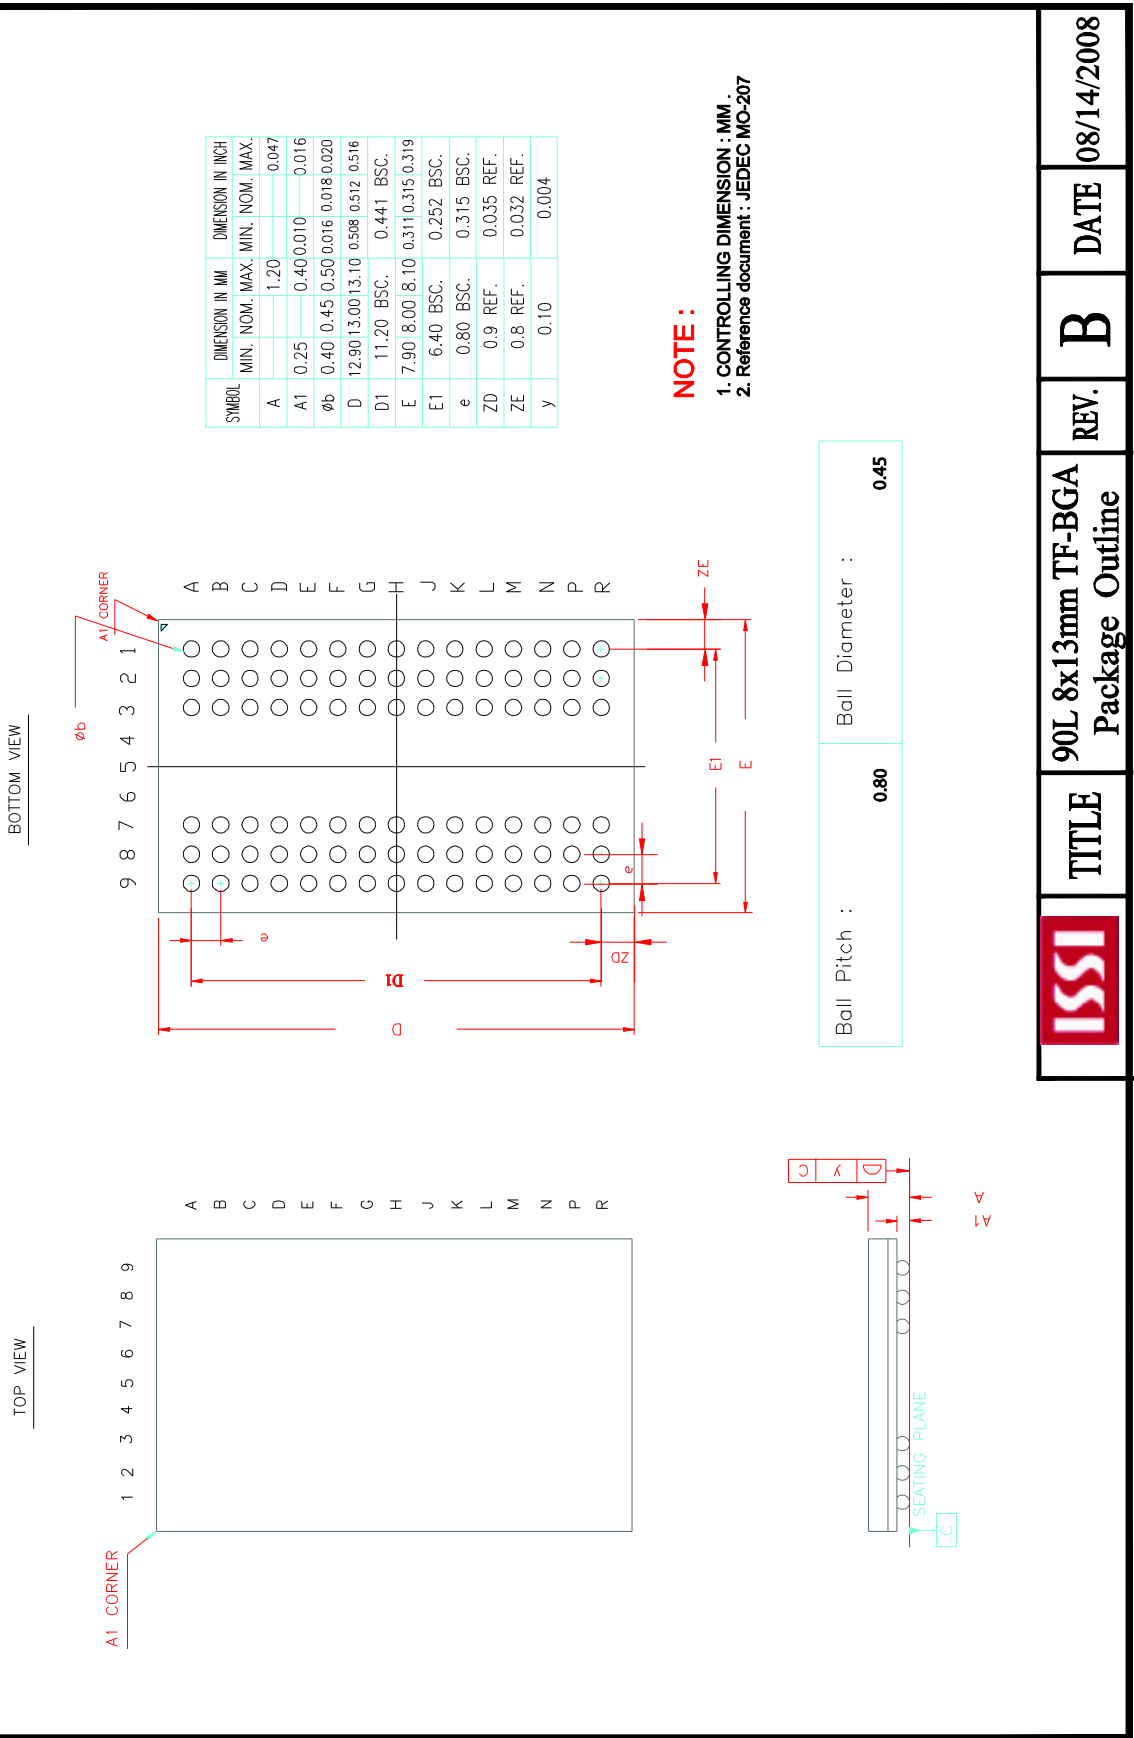 TOP VIEW
A1 CORNER
1 2 3 4 5 6 7 8 9
A
B
C
D
E
F
G
H
J
K
L
M
N
P
R
SEATING PLANE
C
C y D
A
A1
BOTTOM VIEW
øb
A1 CORNER
9 8 7 6 5 4 3 2 1
A
B
C
D
E
F
G
H
J
K
L
M
N
P
R
e
D1
D
ZD
e
E1
E
ZE
SYMBOL DIMENSION IN MM DIMENSION IN INCH
MIN. NOM. MAX. MIN. NOM. MAX.
A 1.20 0.047
A1 0.25 0.40 0.010 0.016
øb 0.40 0.45 0.50 0.016 0.018 0.020
D 12.90 13.00 13.10 0.508 0.512 0.516
D1 11.20 BSC. 0.441 BSC.
E 7.90 8.00 8.10 0.311 0.315 0.319
E1 6.40 BSC. 0.252 BSC.
e 0.80 BSC. 0.315 BSC.
ZD 0.9 REF. 0.035 REF.
ZE 0.8 REF. 0.032 REF.
y 0.10 0.004
NOTE :
1. CONTROLLING DIMENSION : MM .
2. Reference document : JEDEC MO-207
Ball Pitch : 0.80
Ball Diameter : 0.45
ISSI
TITLE
90L 8x13mm TF-BGA
Package Outline
REV.
B
DATE
08/14/2008